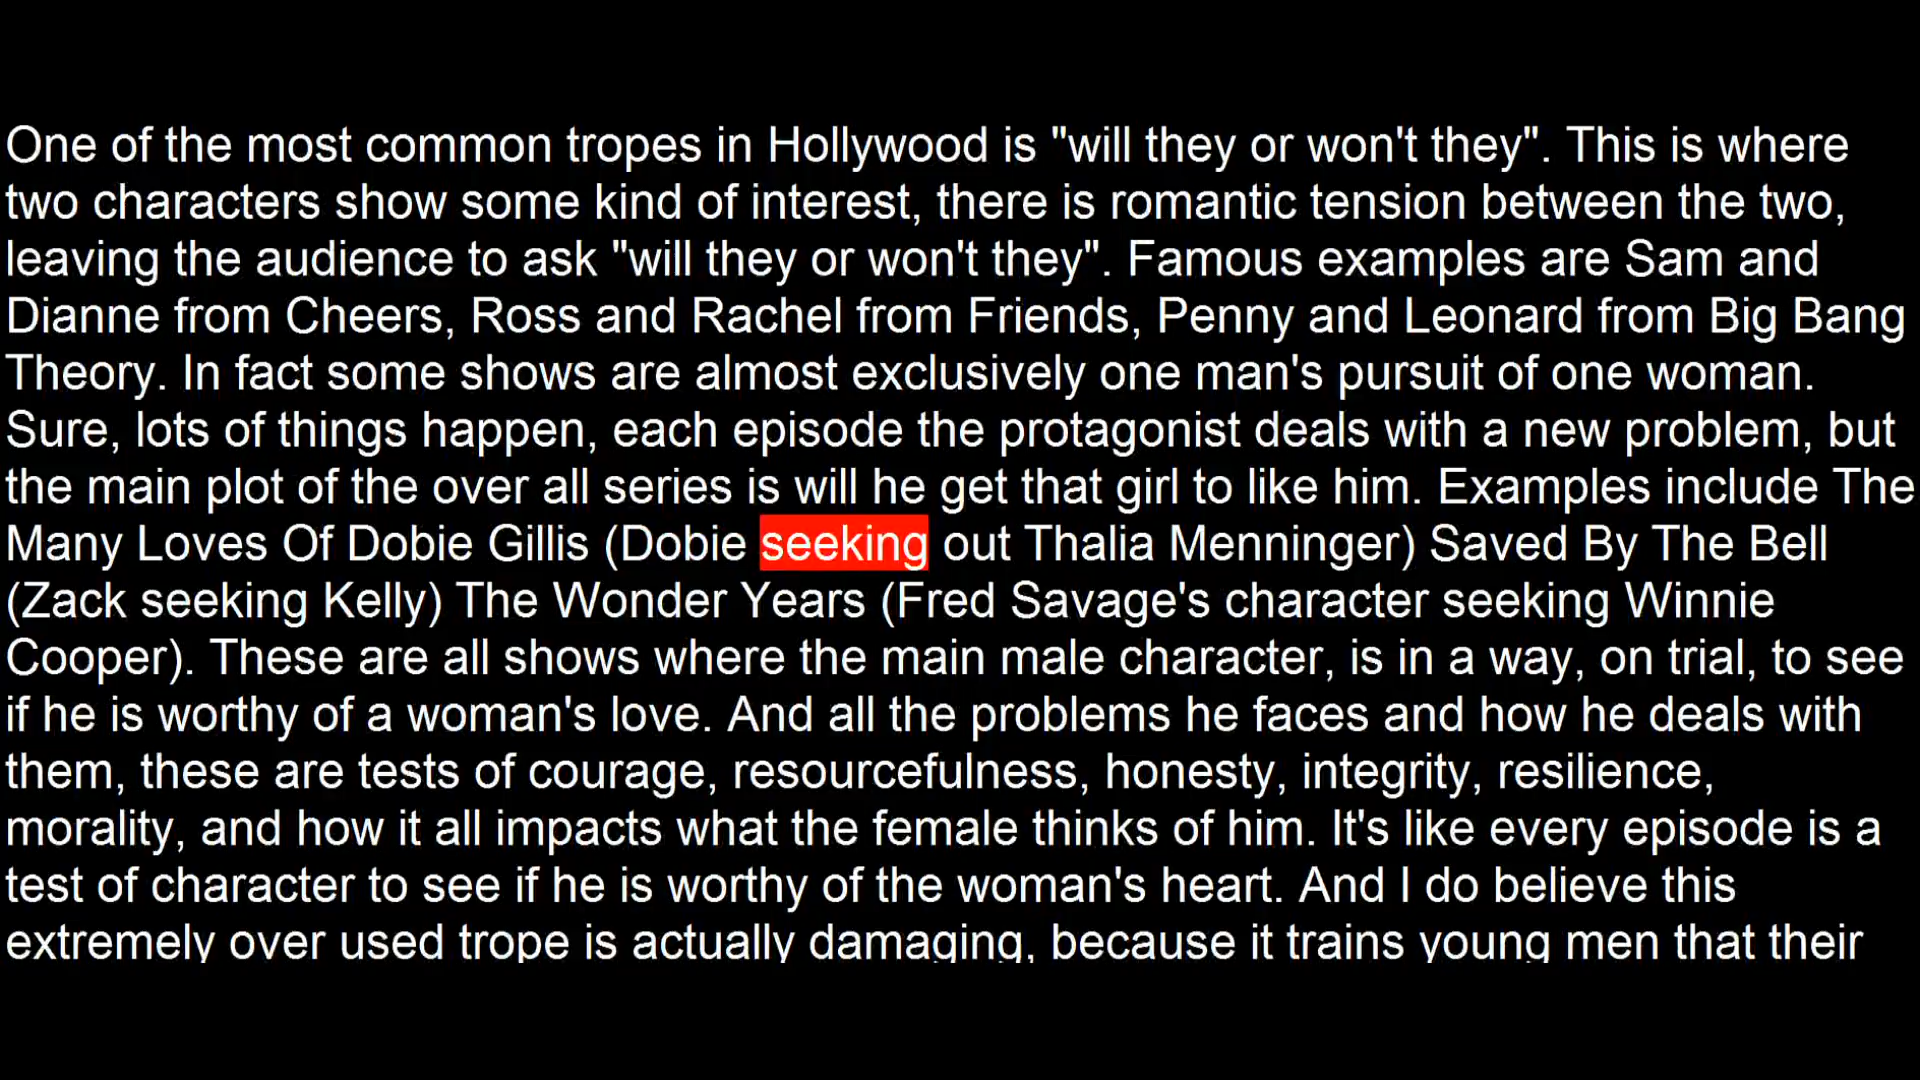 One of the most common tropes in Hollywood is "will they or won't they". This is where
two characters show some kind of interest, there is romantic tension between the two,
leaving the audience to ask "will they or won't they". Famous examples are Sam and
Dianne from Cheers, Ross and Rachel from Friends, Penny and Leonard from Big Bang
Theory. In fact some shows are almost exclusively one man's pursuit of one woman.
Sure, lots of things happen, each episode the protagonist deals with a new problem, but
the main plot of the over all series is will he get that girl to like him. Examples include The
Many Loves Of Dobie Gillis (Dobie seeking out Thalia Menninger) Saved By The Bell
(Zack seeking Kelly) The Wonder Years (Fred Savage's character seeking Winnie
Cooper). These are all shows where the main male character, is in a way, on trial, to see
if he is worthy of a woman's love. And all the problems he faces and how he deals with
them, these are tests of courage, resourcefulness, honesty, integrity, resilience,
morality, and how it all impacts what the female thinks of him. It's like every episode is a
test of character to see if he is worthy of the woman's heart. And I do believe this
extremely over used trope is actually damaging, because it trains young men that their